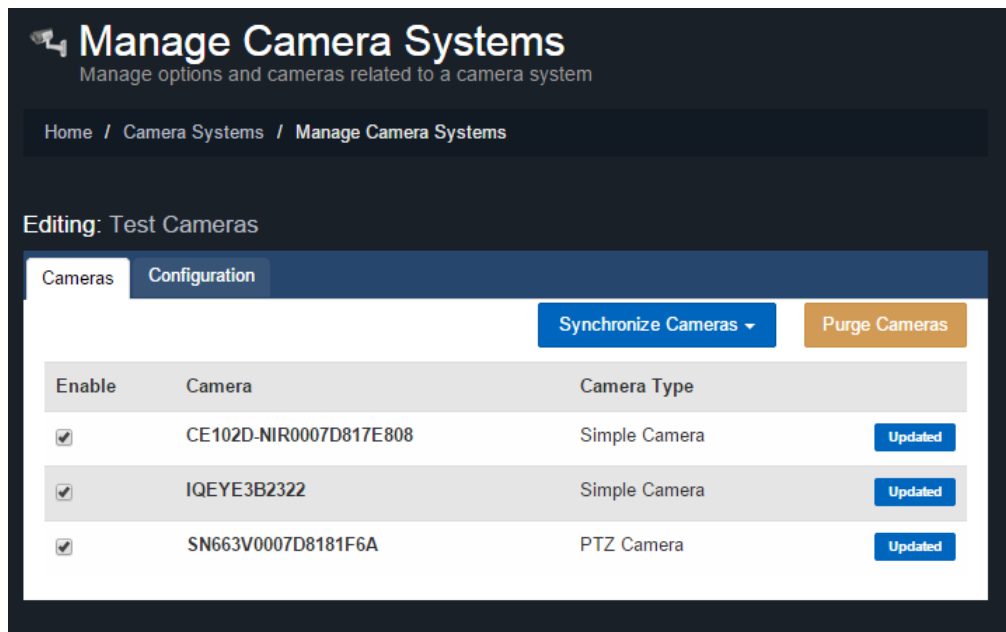 Manage Camera Systems
Manage options and cameras related to a camera system
Home / Camera Systems / Manage Camera Systems
Editing: Test Cameras
Cameras Configuration
Synchronize Cameras Purge Cameras
Enable Camera Camera Type
CE102D-NIR0007D817E808 Simple Camera Updated
IQEYE3B2322 Simple Camera Updated
SN663V0007D8181F6A PTZ Camera Updated